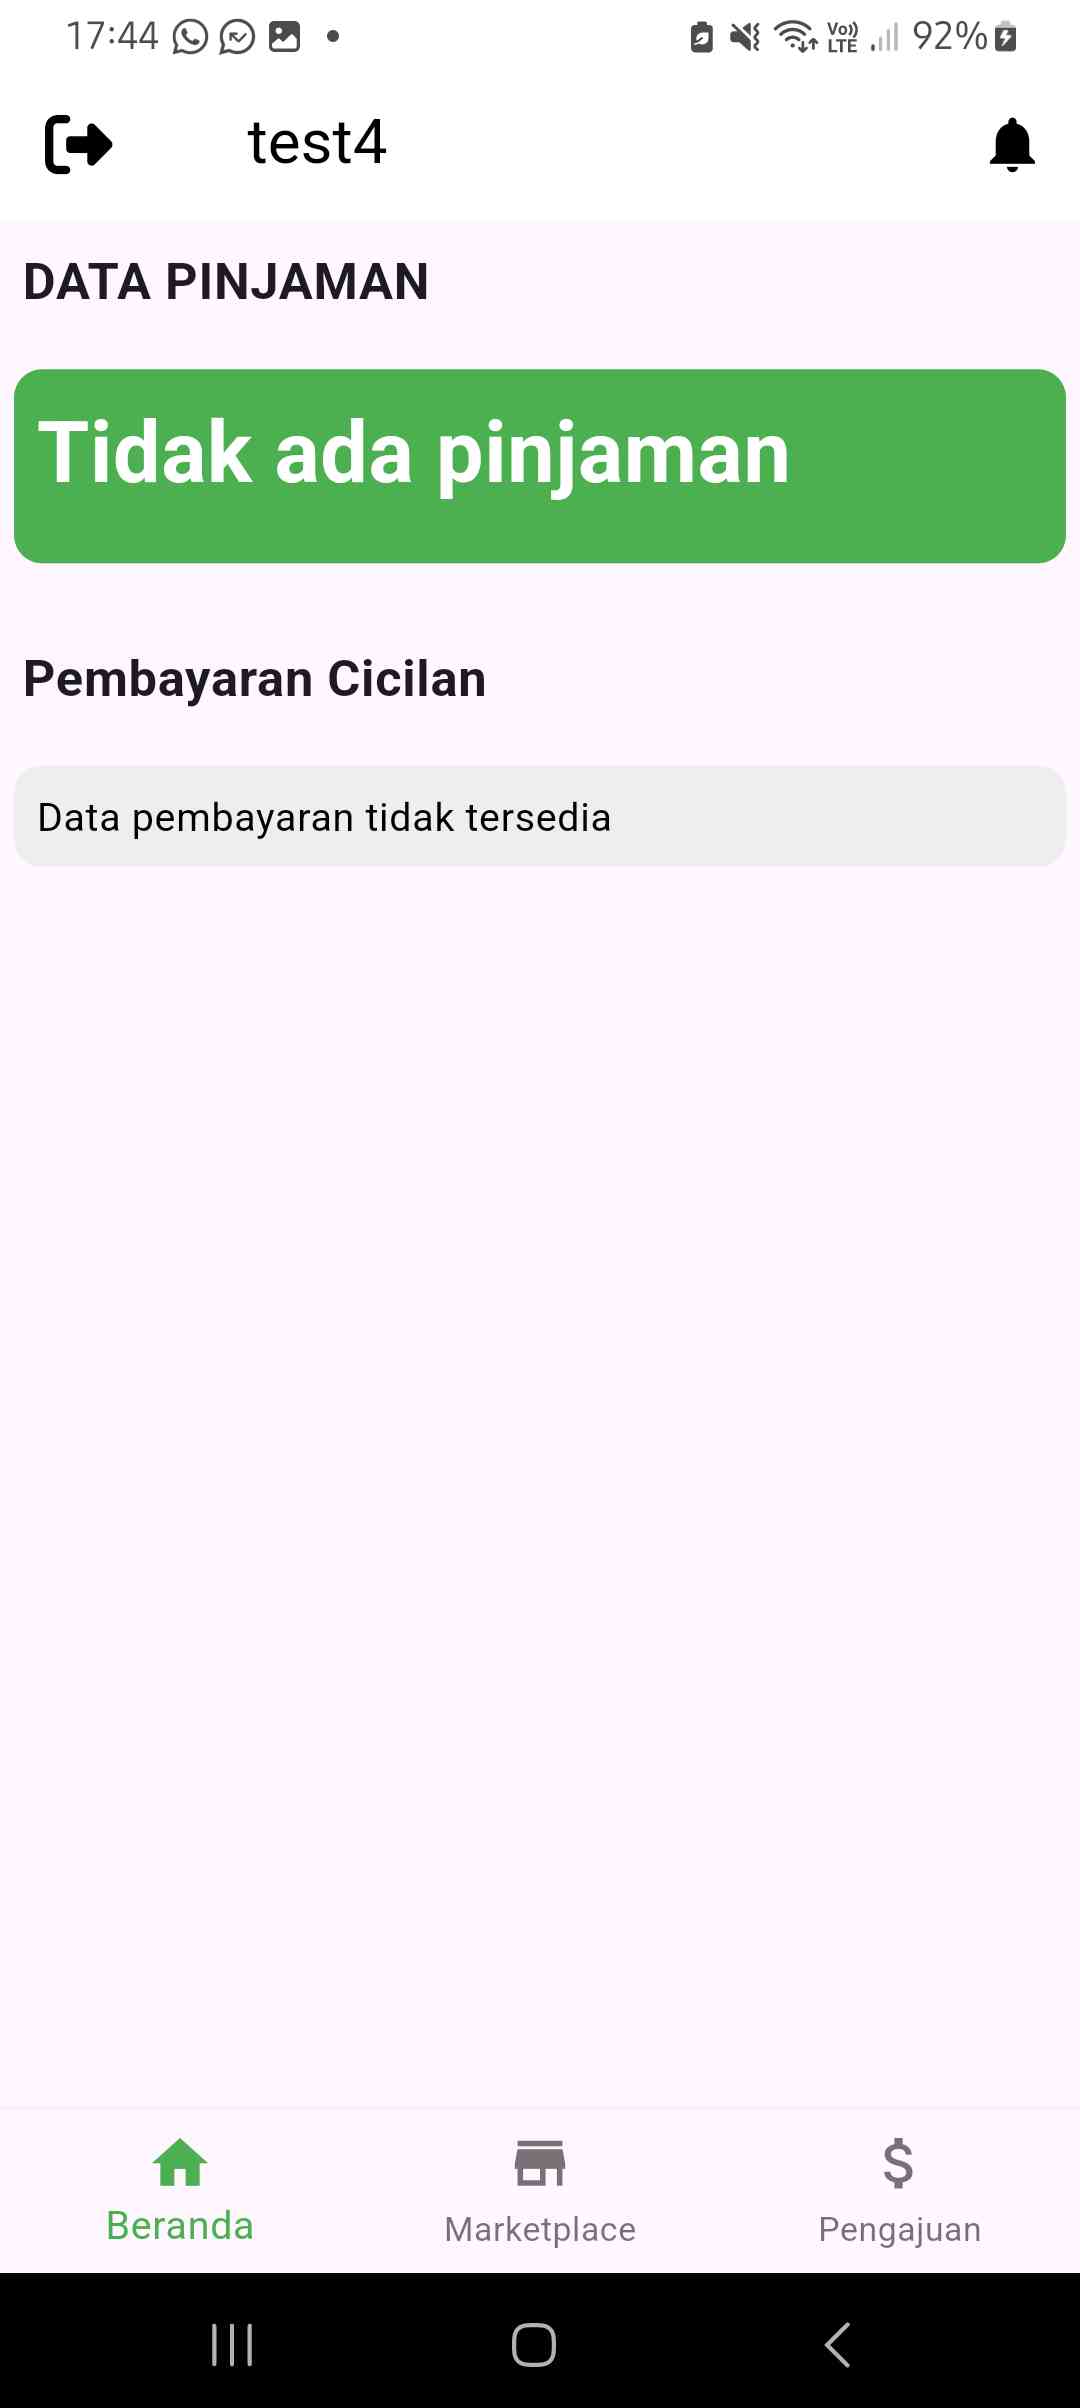 17:44
Vo)) LTE 92%
test4
DATA PINJAMAN
Tidak ada pinjaman
Pembayaran Cicilan
Data pembayaran tidak tersedia
Beranda
Marketplace
Pengajuan